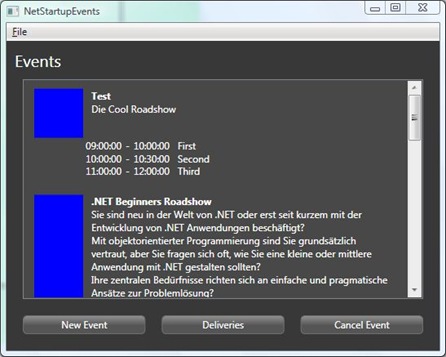 NetStartupEvents
File
Events
Test
Die Cool Roadshow
09:00:00 - 10:00:00 First
10:00:00 - 10:30:00 Second
11:00:00 - 12:00:00 Third
.NET Beginners Roadshow
Sie sind neu in der Welt von .NET oder erst seit kurzem mit der
Entwicklung von .NET Anwendungen beschäftigt?
Mit objektorientierter Programmierung sind Sie grundsätzlich
vertraut, aber Sie fragen sich oft, wie Sie eine kleine oder mittlere
Anwendung mit .NET gestalten sollten?
Ihre zentralen Bedürfnisse richten sich an einfache und pragmatische
Ansätze zur Problemlösung?
New Event Deliveries Cancel Event